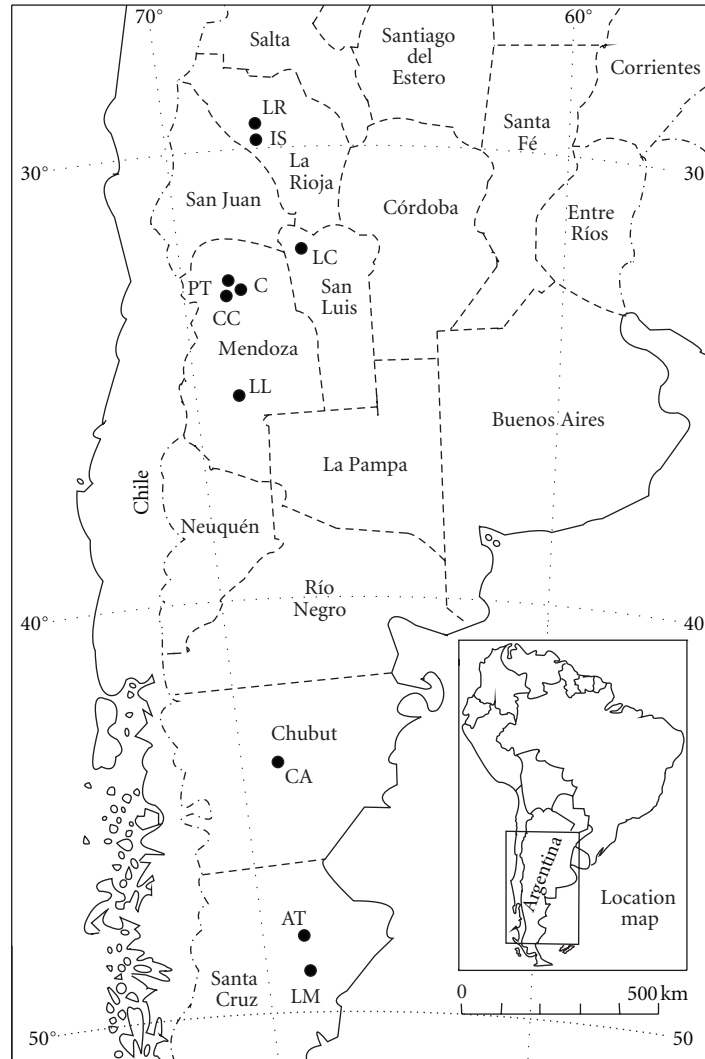 70°
60°
Salta
Santiago
del
Estero
Corrientes
LR
IS
La
Rioja
Santa
Fé
30°
30°
San Juan
Córdoba
Entre
Ríos
LC
PT
C
CC
San
Luis
Mendoza
LL
Buenos Aires
La Pampa
Chile
Neuquén
Río
Negro
40°
40°
Chubut
CA
Argentina
Location
map
AT
LM
Santa
Cruz
0 500 km
50°
50°